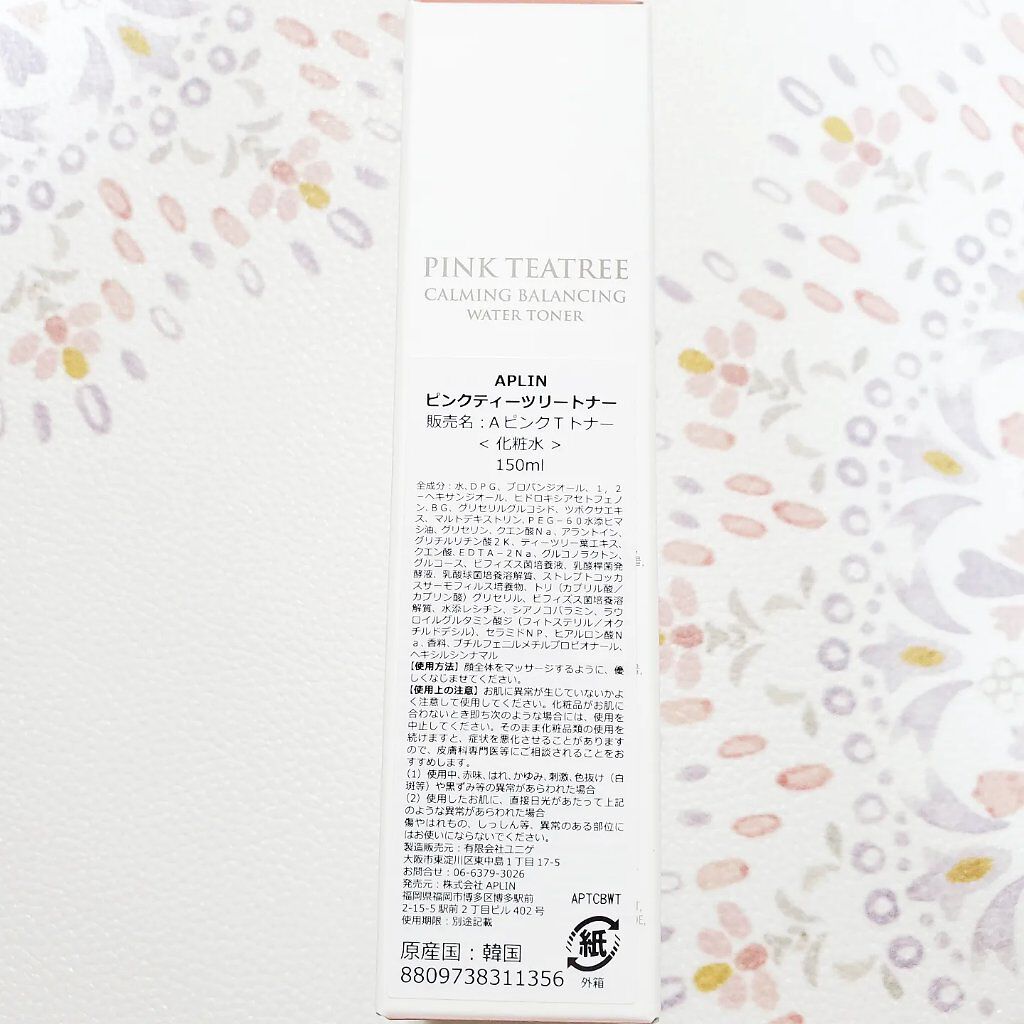 PINK TEATREE
CALMING BALANCING
WATER TONER
APLIN
ピンクティーツリートナー
販売名：AピンクTトナー
< 化粧水 >
150ml
全成分：水、DPG、プロパンジオール、1，2
－ヘキサンジオール、ヒドロキシアセトフェノ
ン、BG、グリセリルグルコシド、ツボクサエキ
ス、マルトデキストリン、PEG－60水添ヒマ
シ油、グリセリン、クエン酸Na、アラントイン、
グリチルリチン酸2K、ティーツリー葉エキス、
クエン酸、EDTA－2Na、グルコノラクトン、
グルコース、ビフィズス菌培養液、乳酸桿菌発
酵液、乳酸球菌培養溶解質、ストレプトコッカ
スサーモフィルス培養物、トリ（カプリル酸／
カプリン酸）グリセリル、ビフィズス菌培養溶
解質、水添レシチン、シアノコバラミン、ラウ
ロイルグルタミン酸ジ（フィトステリル／オク
チルドデシル）、セラミドNP、ヒアルロン酸N
a、香料、ブチルフェニルメチルプロピオナール、
ヘキシルシンナマル
【使用方法】顔全体をマッサージするように、優
しくなじませてください。
【使用上の注意】お肌に異常が生じていないかよ
く注意して使用してください。化粧品がお肌に
合わないとき即ち次のような場合には、使用を
中止してください。そのまま化粧品類の使用を
続けますと、症状を悪化させることがあります
ので、皮膚科専門医等にご相談されることをお
すすめします。
（1）使用中、赤味、はれ、かゆみ、刺激、色抜け（白
斑等）や黒ずみ等の異常があらわれた場合
（2）使用したお肌に、直接日光があたって上記
のような異常があらわれた場合
傷やはれもの、しっしん等、異常のある部位に
はお使いにならないでください。
製造販売元：有限会社ユニゲ
大阪市東淀川区東中島1丁目17-5
お問合せ：06-6379-3026
発売元：株式会社APLIN
福岡県福岡市博多区博多駅前
2-15-5 駅前2丁目ビル402号
使用期限：別途記載
APTCBWT
原産国：韓国
8809738311356
紙
外箱